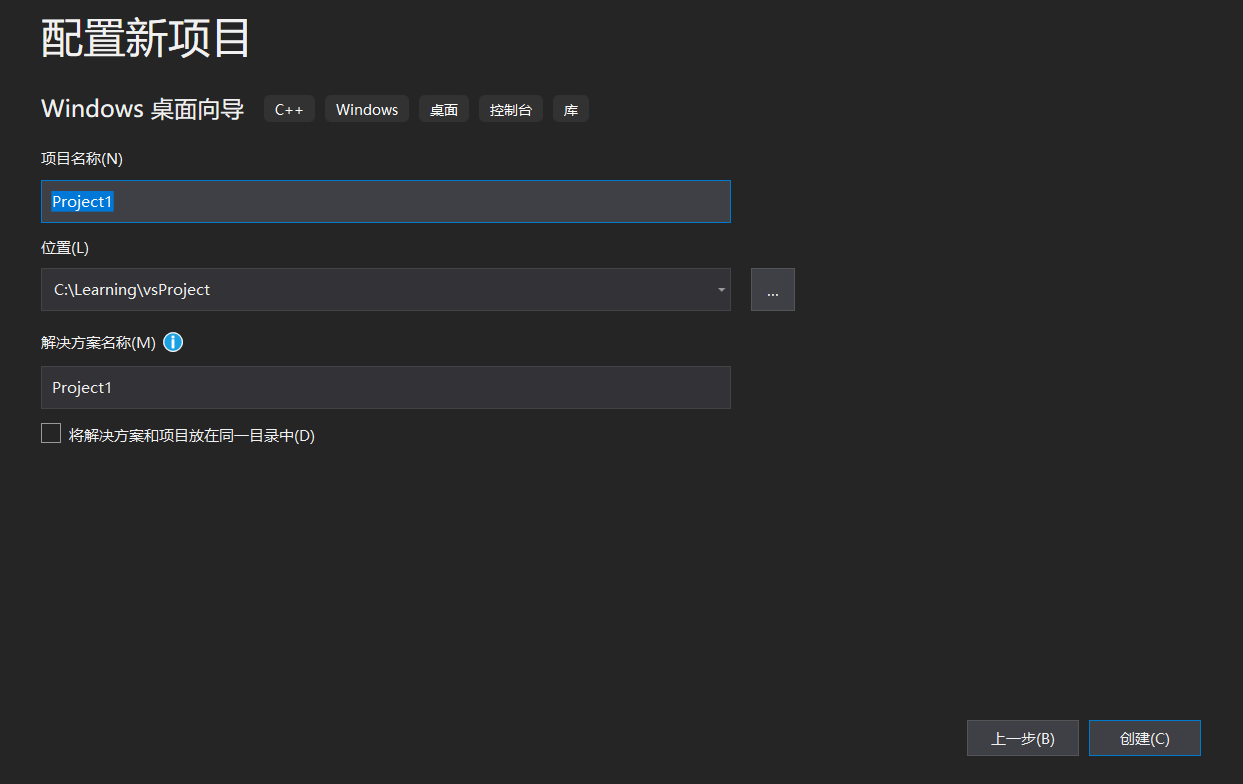 配置新项目
Windows 桌面向导 C++ Windows 桌面 控制台 库
项目名称(N)
Project1
位置(L)
C:\Learning\vsProject ...
解决方案名称(M)
Project1
将解决方案和项目放在同一目录中(D)
上一步(B) 创建(C)